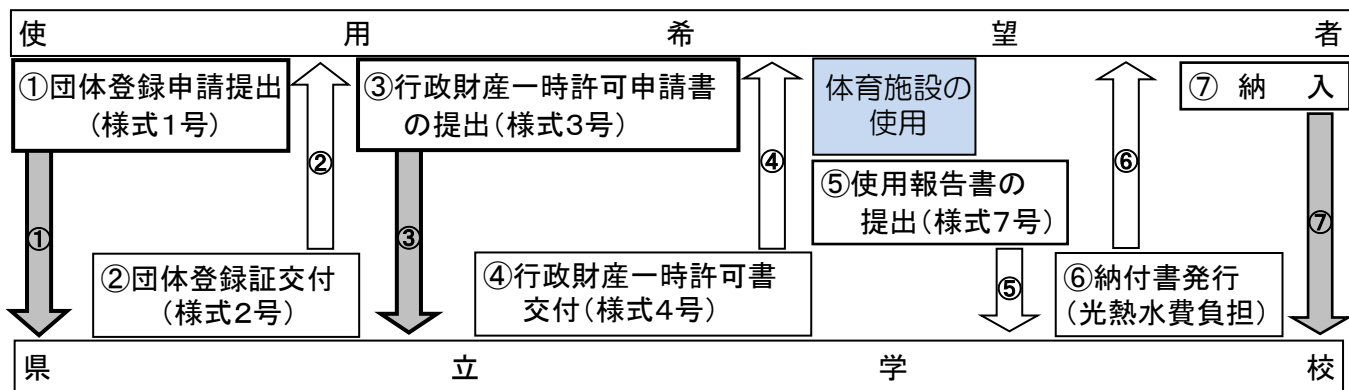 使用希望者
①団体登録申請提出
(様式1号)
②
③行政財産一時許可申請書
の提出(様式3号)
④
体育施設の
使用
⑤使用報告書の
提出(様式7号)
⑥
⑦ 納 入
①
②団体登録証交付
(様式2号)
③
④行政財産一時許可書
交付(様式4号)
⑤
⑥納付書発行
(光熱水費負担)
⑦
県立学校